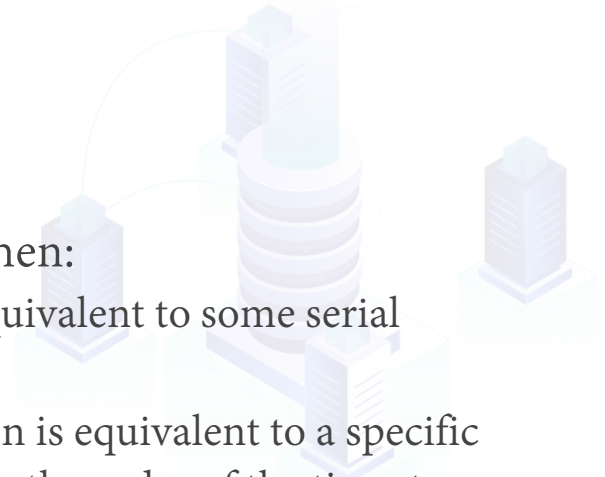 hen:
uivalent to some serial
n is equivalent to a specific